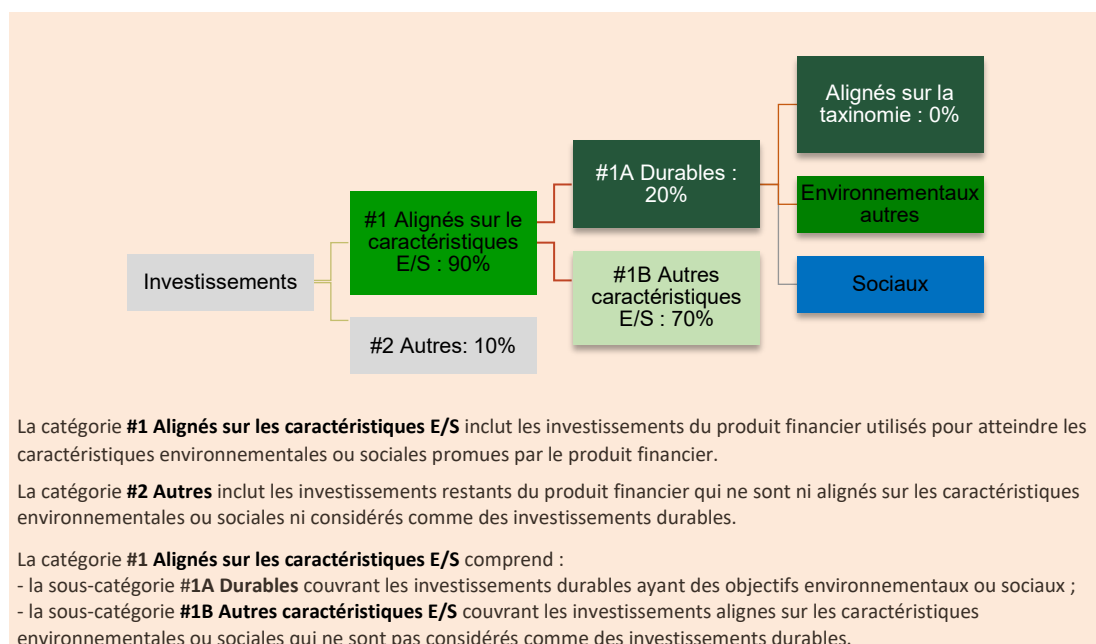 Alignés sur la
taxinomie : 0%
#1A Durables :
20%
Environnementaux
autres
#1 Alignés sur le
caractéristiques
E/S : 90%
Investissements
#1B Autres
caractéristiques
E/S : 70%
Sociaux
#2 Autres: 10%
La catégorie #1 Alignés sur les caractéristiques E/S inclut les investissements du produit financier utilisés pour atteindre les
caractéristiques environnementales ou sociales promues par le produit financier.
La catégorie #2 Autres inclut les investissements restants du produit financier qui ne sont ni alignés sur les caractéristiques
environnementales ou sociales ni considérés comme des investissements durables.
La catégorie #1 Alignés sur les caractéristiques E/S comprend :
- la sous-catégorie #1A Durables couvrant les investissements durables ayant des objectifs environnementaux ou sociaux ;
- la sous-catégorie #1B Autres caractéristiques E/S couvrant les investissements alignes sur les caractéristiques
environnementales ou sociales qui ne sont pas considérés comme des investissements durables.